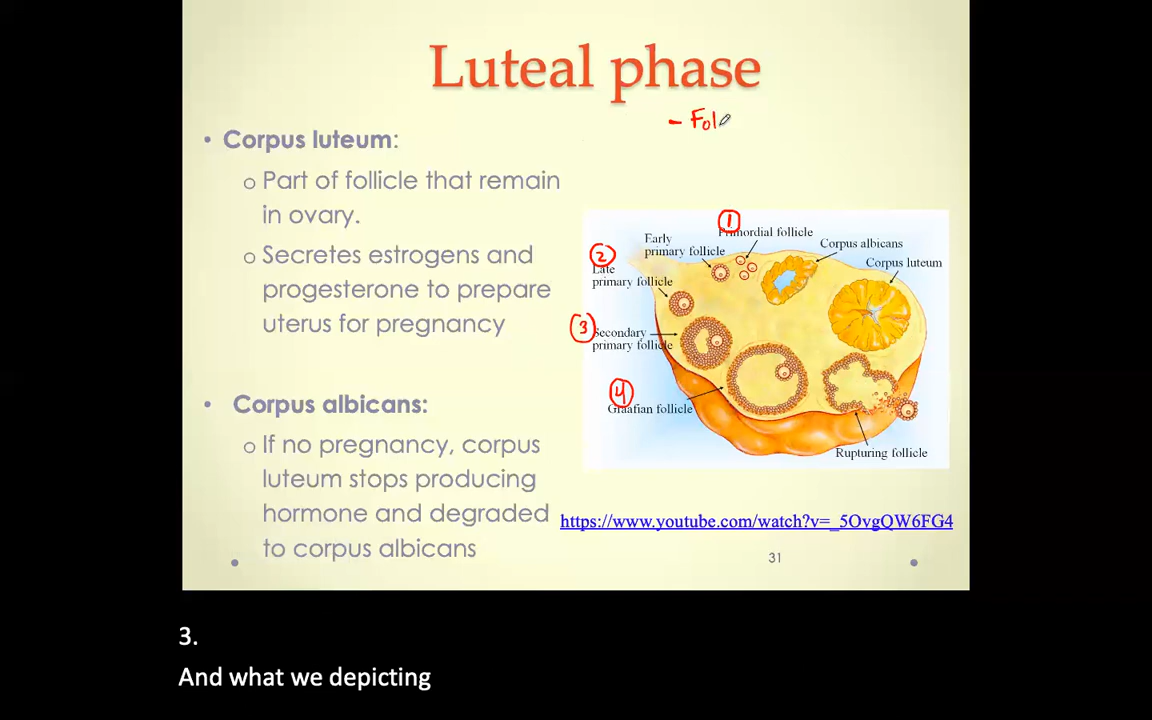 Luteal phase
- Fol
• Corpus luteum:
o Part of follicle that remain
in ovary.
o Secretes estrogens and
progesterone to prepare
uterus for pregnancy
• Corpus albicans:
o If no pregnancy, corpus
luteum stops producing
hormone and degraded
to corpus albicans
1
Primordial follicle
Early
primary follicle
Corpus albicans
Corpus luteum
2
Late
primary follicle
3
Secondary
primary follicle
4
Graafian follicle
Rupturing follicle
https://www.youtube.com/watch?v=_5OvgQW6FG4
31
3.
And what we depicting